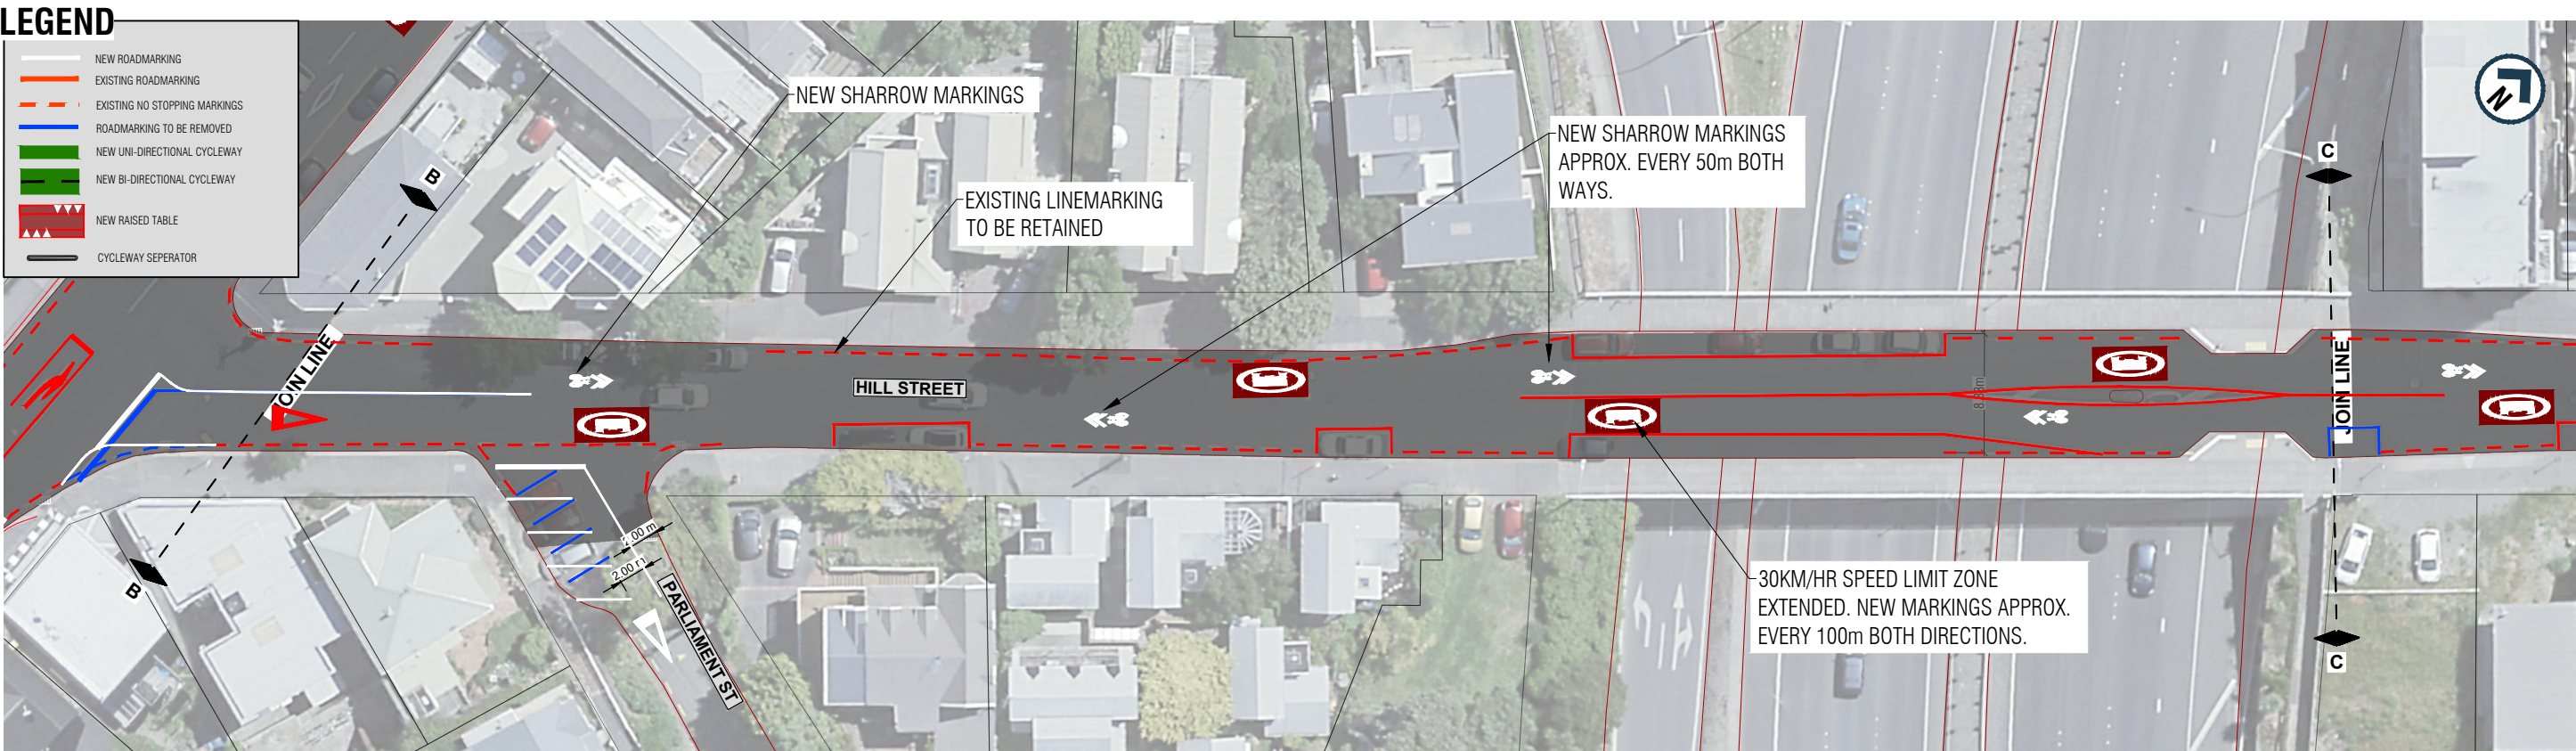 LEGEND
NEW ROADMARKING
EXISTING ROADMARKING
EXISTING NO STOPPING MARKINGS
ROADMARKING TO BE REMOVED
NEW UNI-DIRECTIONAL CYCLEWAY
NEW BI-DIRECTIONAL CYCLEWAY
NEW RAISED TABLE
CYCLEWAY SEPERATOR
NEW SHARROW MARKINGS
EXISTING LINEMARKING
TO BE RETAINED
NEW SHARROW MARKINGS
APPROX. EVERY 50m BOTH
WAYS.
N
B
C
JOIN LINE
HILL STREET
JOIN LINE
2.00 m
2.00 m
PARLIAMENT ST
30KM/HR SPEED LIMIT ZONE
EXTENDED. NEW MARKINGS APPROX.
EVERY 100m BOTH DIRECTIONS.
B
C